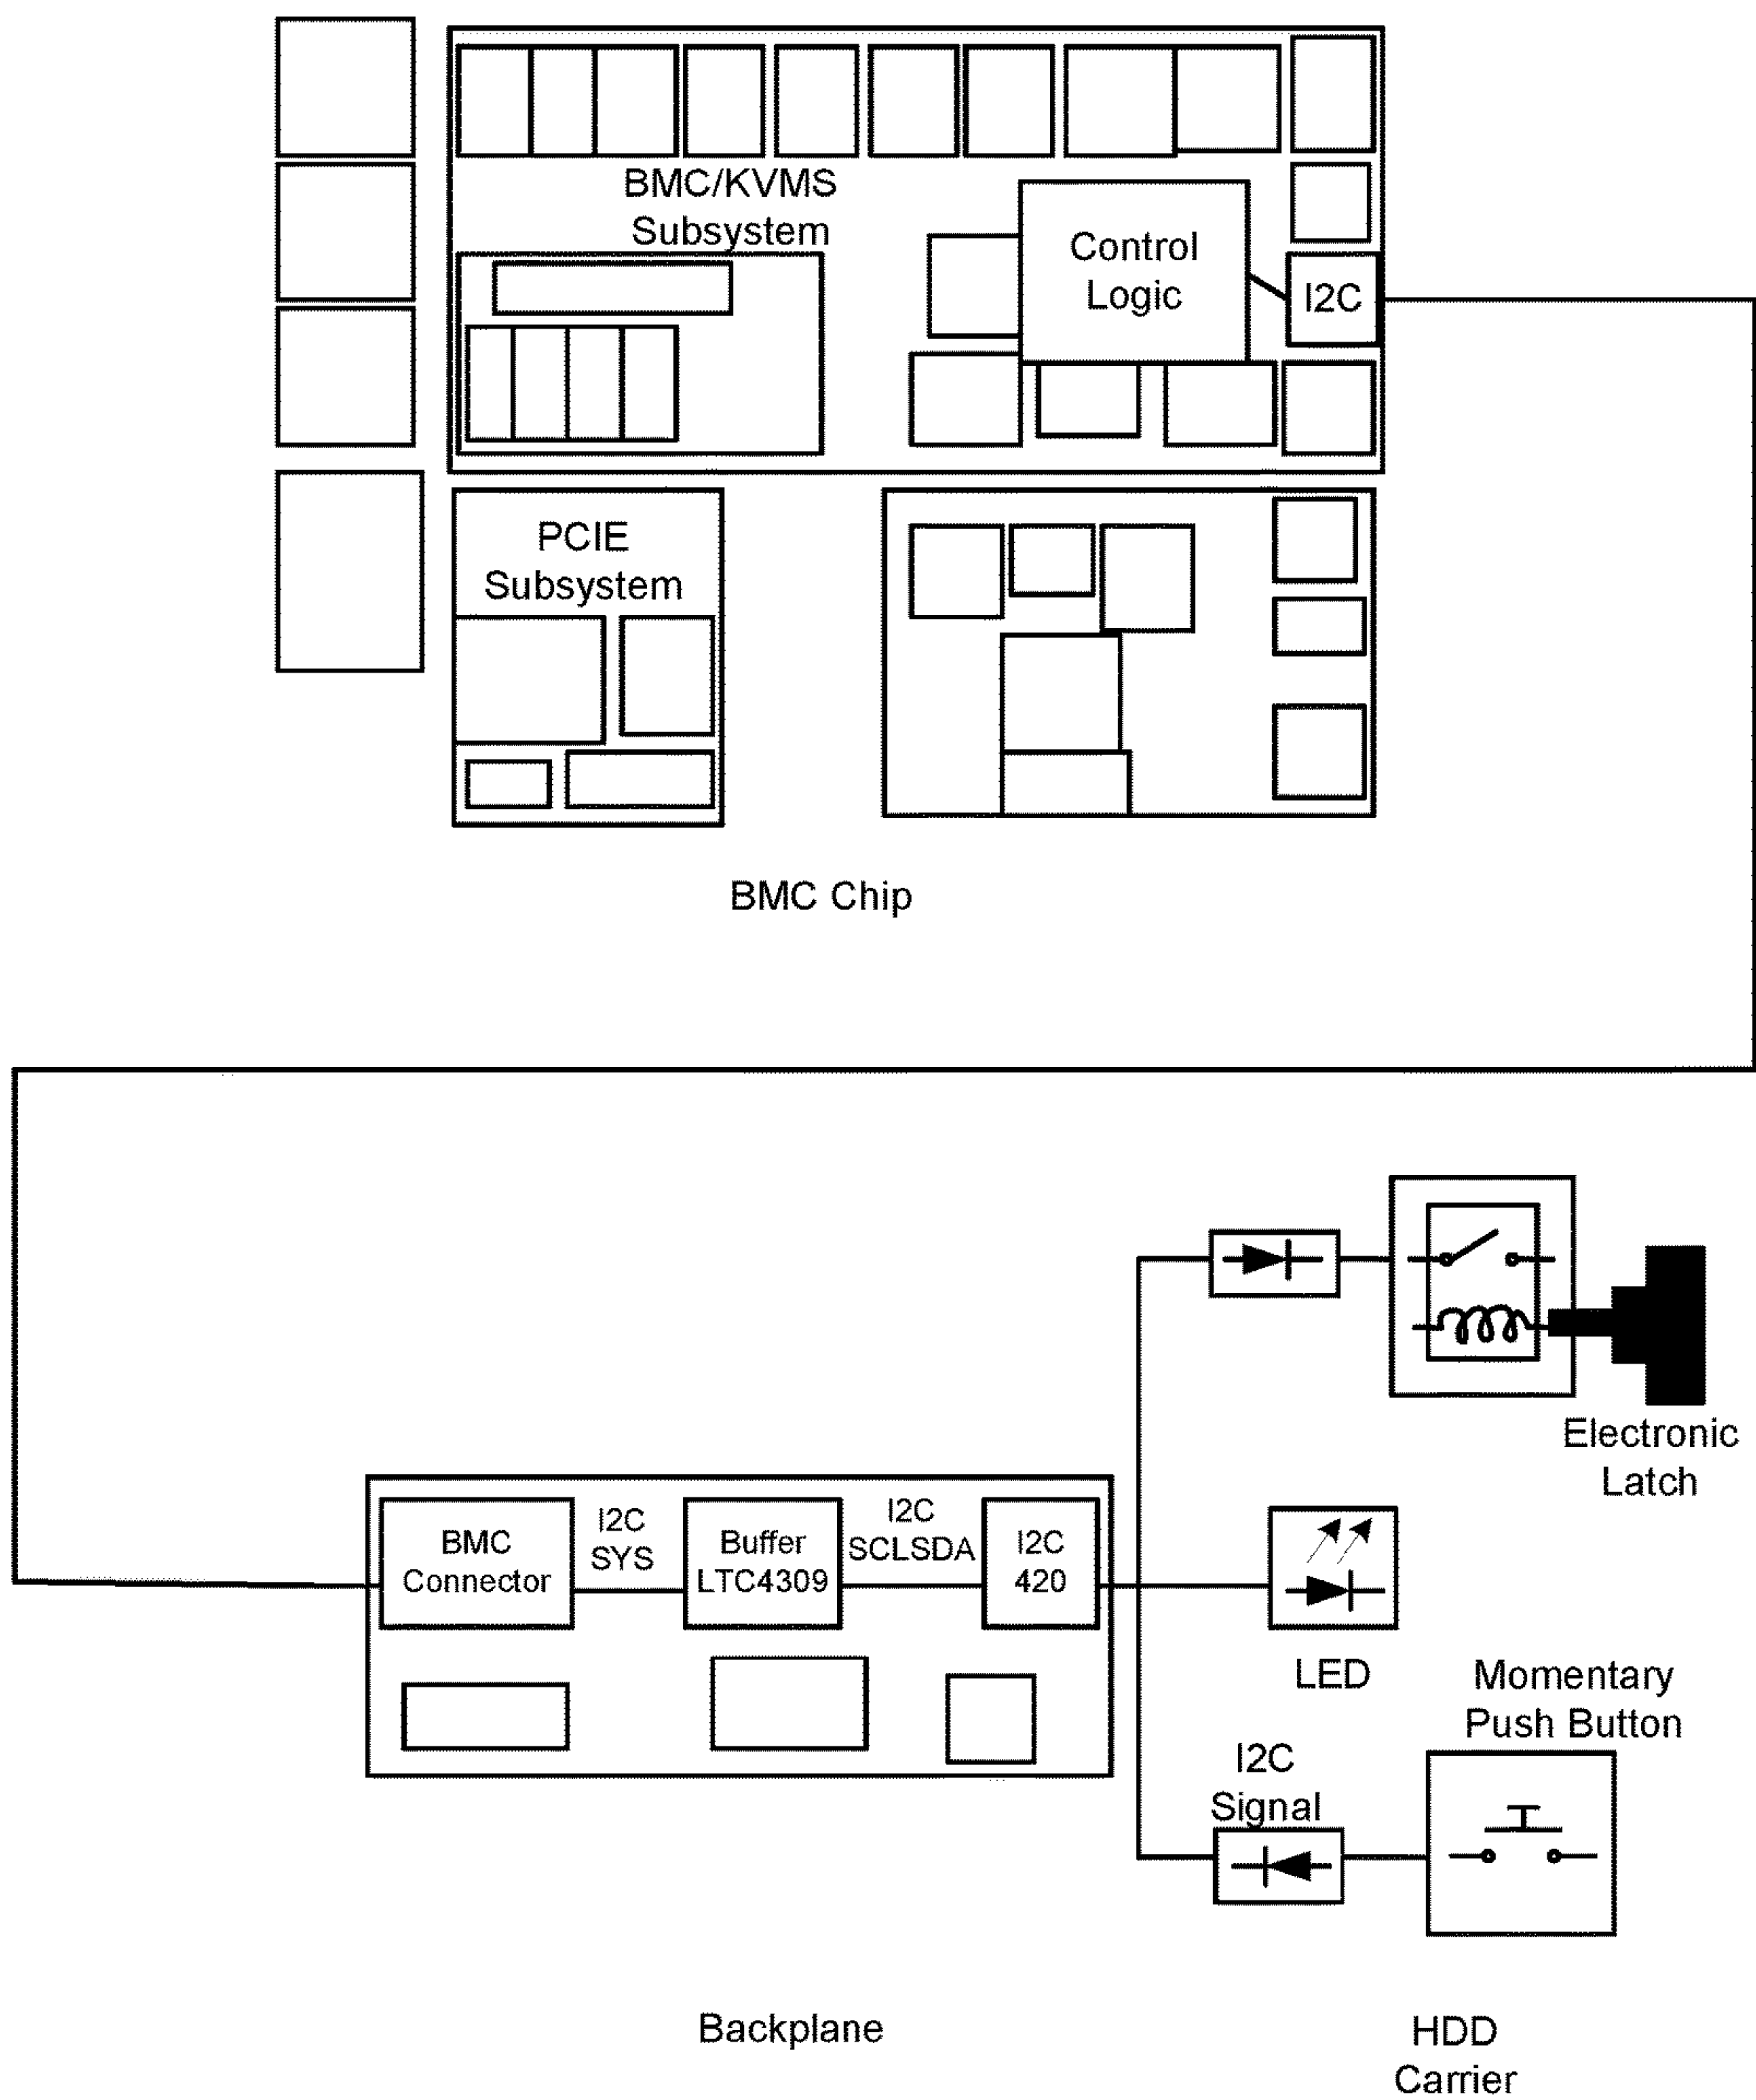 BMC/KVMS
Subsystem
Control
Logic
I2C
PCIE
Subsystem
BMC Chip
Electronic
Latch
BMC
Connector
I2C
SYS
Buffer
LTC4309
I2C
SCLSDA
I2C
420
LED
Momentary
Push Button
I2C
Signal
Backplane
HDD
Carrier